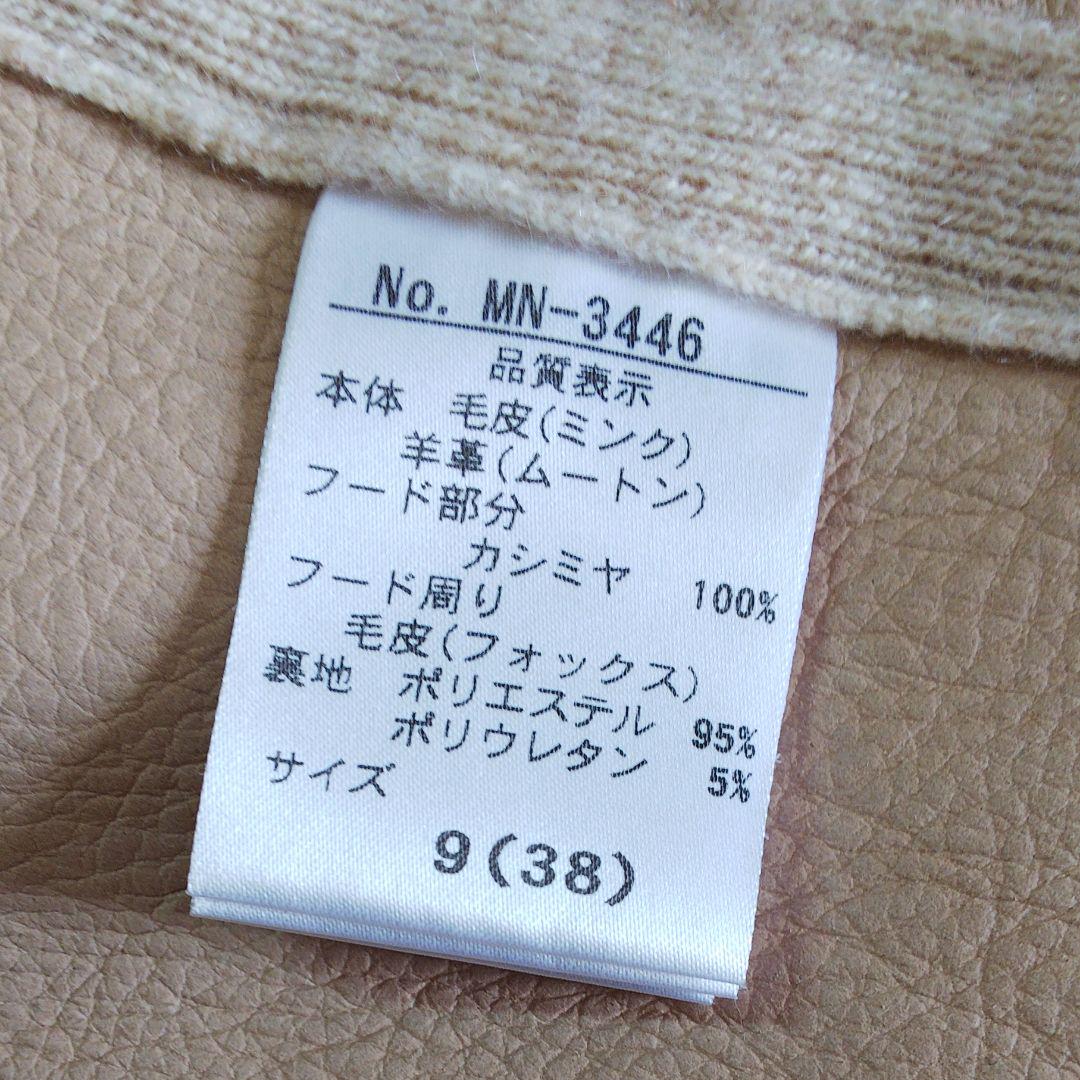 No. MN-3446
品質表示
本体 毛皮(ミンク)
羊革(ムートン)
フード部分
カシミヤ 100%
フード周り
毛皮(フォックス)
裏地 ポリエステル 95%
ポリウレタン 5%
サイズ
9(38)